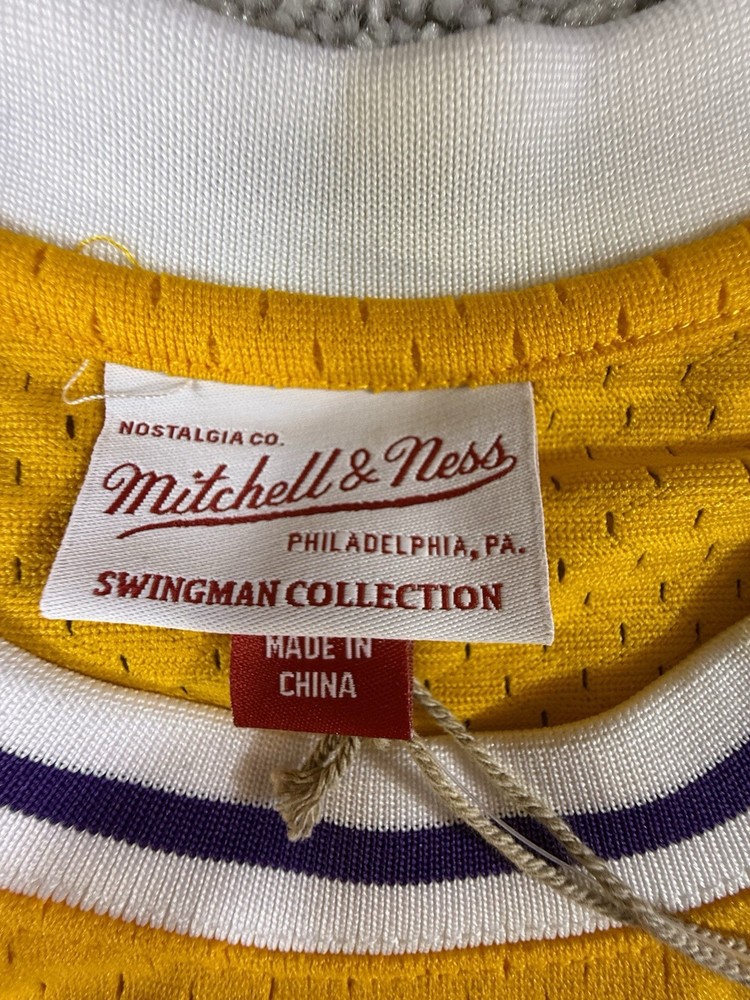 NOSTALGIA CO.
Mitchell & Ness
PHILADELPHIA, PA.
SWINGMAN COLLECTION
MADE IN
CHINA